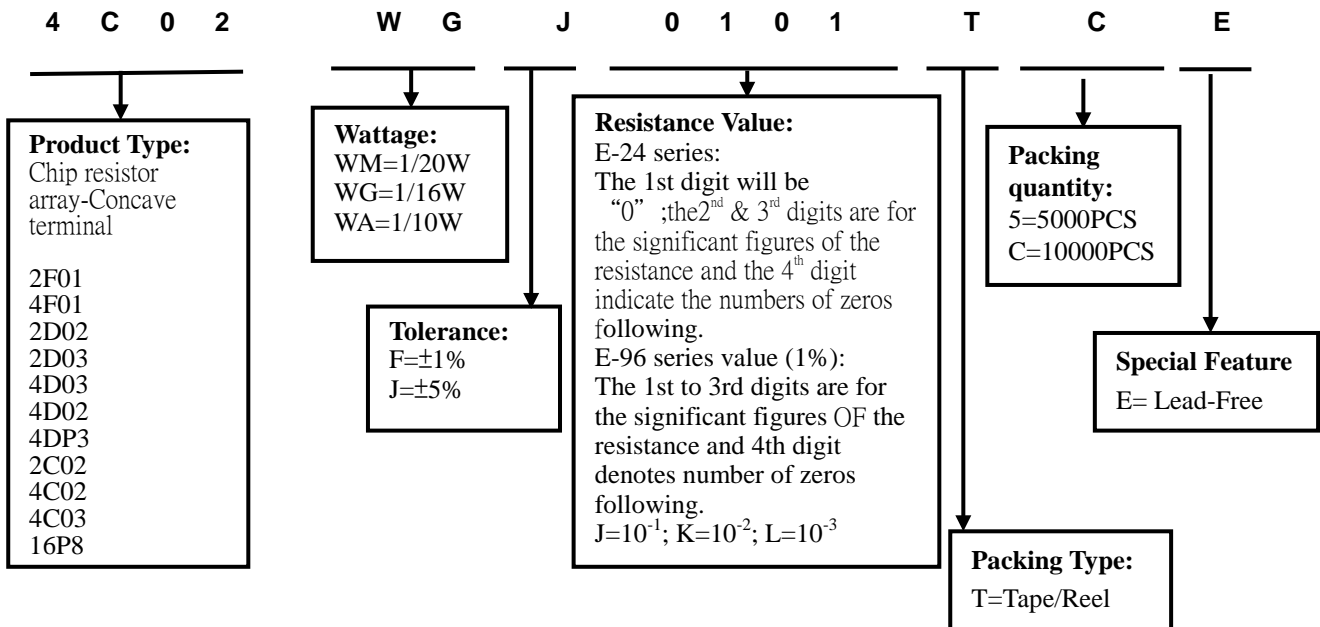 4 C 0 2 W G J 0 1 0 1 T C E
Product Type:
Chip resistor
array-Concave
terminal
2F01
4F01
2D02
2D03
4D03
4D02
4DP3
2C02
4C02
4C03
16P8
Wattage:
WM=1/20W
WG=1/16W
WA=1/10W
Tolerance:
F=±1%
J=±5%
Resistance Value:
E-24 series:
The 1st digit will be
“0” ;the2nd & 3rd digits are for
the significant figures of the
resistance and the 4th digit
indicate the numbers of zeros
following.
E-96 series value (1%):
The 1st to 3rd digits are for
the significant figures OF the
resistance and 4th digit
denotes number of zeros
following.
J=10-1; K=10-2; L=10-3
Packing
quantity:
5=5000PCS
C=10000PCS
Special Feature
E= Lead-Free
Packing Type:
T=Tape/Reel